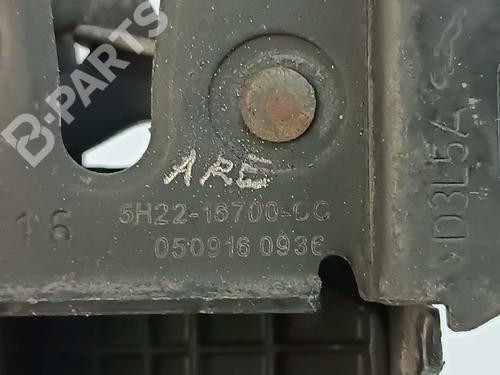 B-PARTS
ARE
16
5H22-16700-CC
050916 0936
D3L5A